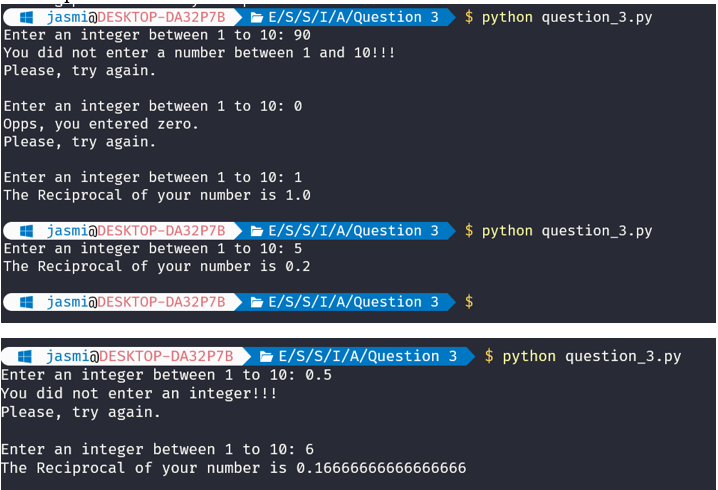 jasmi@DESKTOP-DA32P7B E/S/S/I/A/Question 3 $ python question_3.py
Enter an integer between 1 to 10: 90
You did not enter a number between 1 and 10!!!
Please, try again.
Enter an integer between 1 to 10: 0
Opps, you entered zero.
Please, try again.
Enter an integer between 1 to 10: 1
The Reciprocal of your number is 1.0
jasmi@DESKTOP-DA32P7B E/S/S/I/A/Question 3 $ python question_3.py
Enter an integer between 1 to 10: 5
The Reciprocal of your number is 0.2
jasmi@DESKTOP-DA32P7B E/S/S/I/A/Question 3 $
jasmi@DESKTOP-DA32P7B E/S/S/I/A/Question 3 $ python question_3.py
Enter an integer between 1 to 10: 0.5
You did not enter an integer!!!
Please, try again.
Enter an integer between 1 to 10: 6
The Reciprocal of your number is 0.16666666666666666